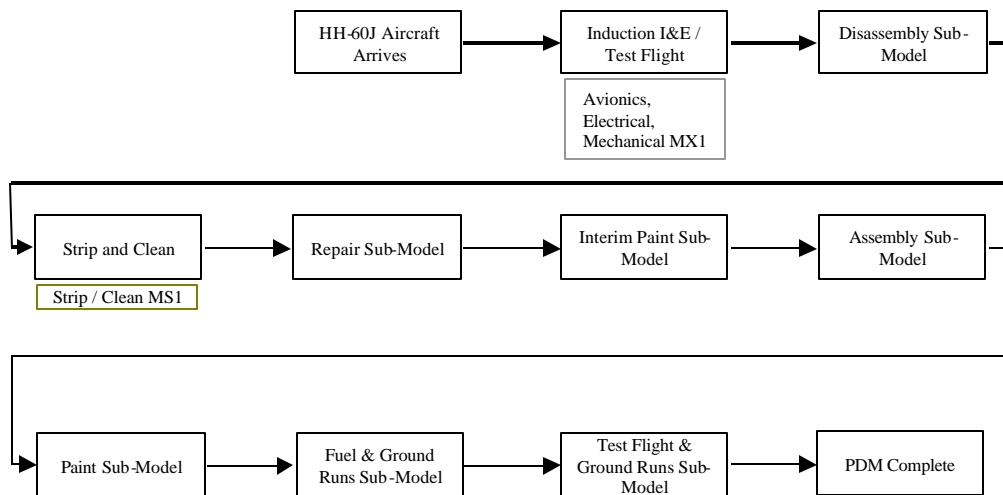 HH-60J Aircraft
Arrives
Induction I&E /
Test Flight
Disassembly Sub-
Model
Avionics,
Electrical,
Mechanical MX1
Strip and Clean
Repair Sub-Model
Interim Paint Sub-
Model
Assembly Sub-
Model
Strip / Clean MS1
Paint Sub-Model
Fuel & Ground
Runs Sub-Model
Test Flight &
Ground Runs Sub-
Model
PDM Complete